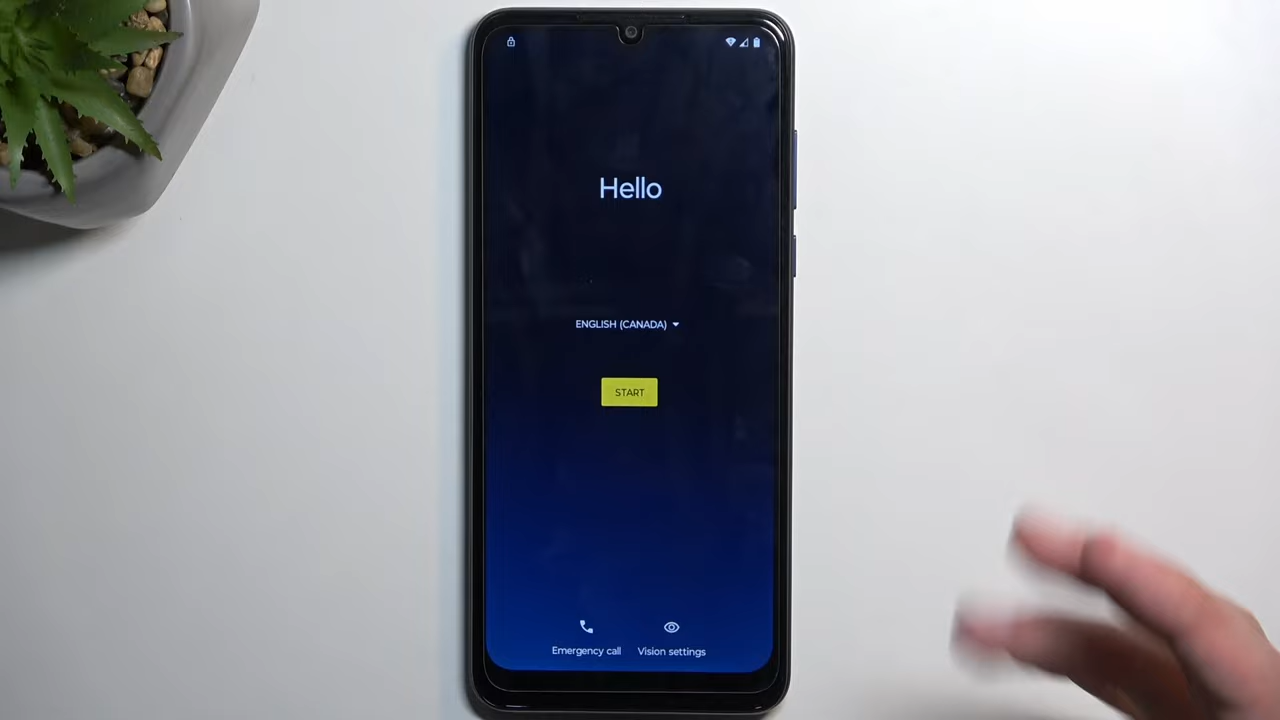 Hello
ENGLISH (CANADA)
START
Emergency call
Vision settings